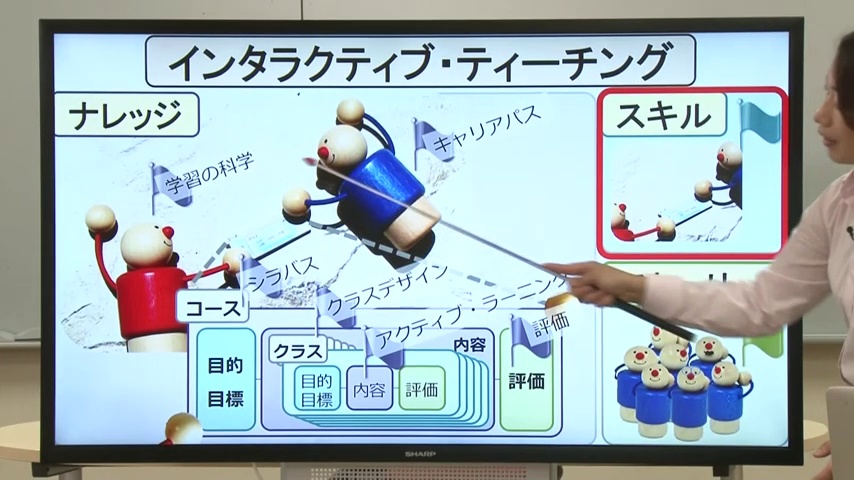 インタラクティブ・ティーチング
ナレッジ
スキル
キャリアパス
学習の科学
シラバス
クラスデザイン
アクティブ・ラーニング
評価
コース
目的
目標
クラス
内容
目的
目標
内容
評価
評価
SHARP